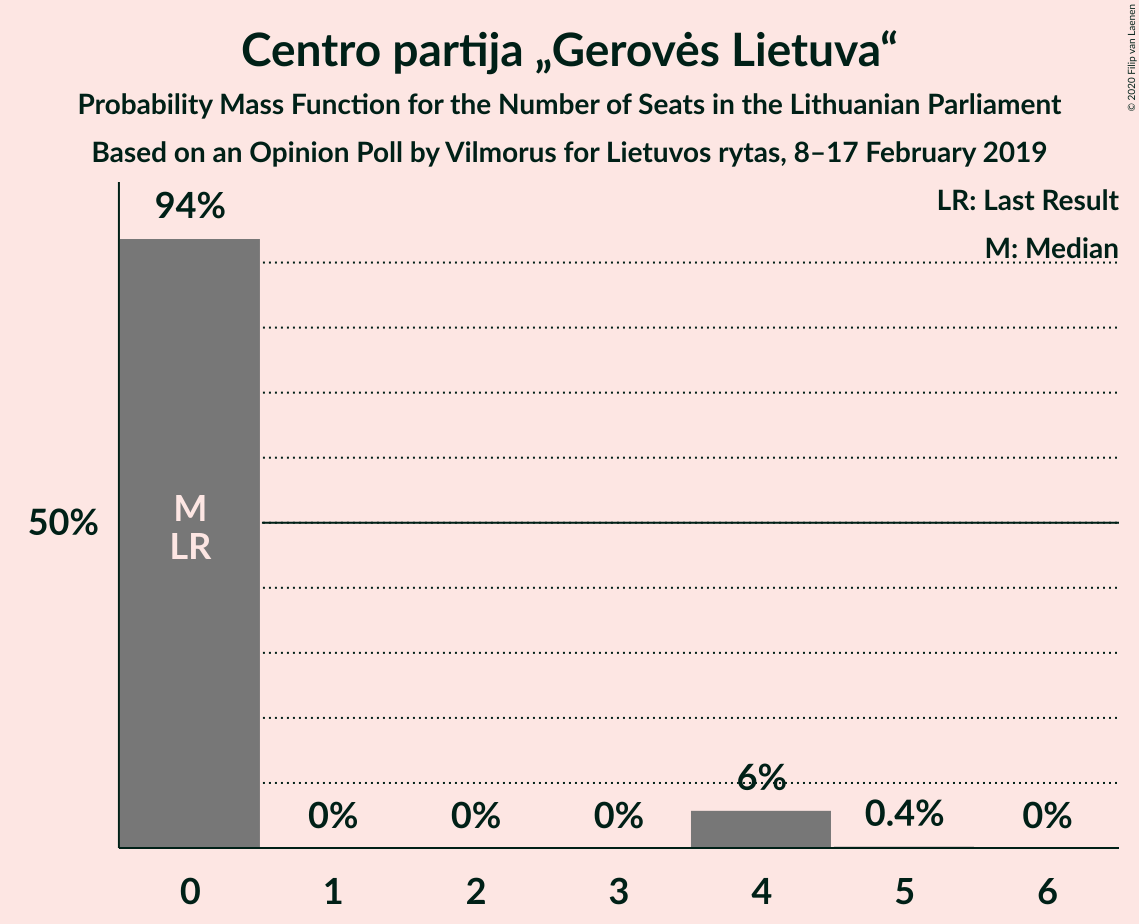 Centro partija „Gerovės Lietuva“
Probability Mass Function for the Number of Seats in the Lithuanian Parliament
Based on an Opinion Poll by Vilmorus for Lietuvos rytas, 8–17 February 2019
© 2020 Filip van Laenen
LR: Last Result
M: Median
94%
50%
M
LR
0%
0%
0%
6%
0.4%
0%
0
1
2
3
4
5
6